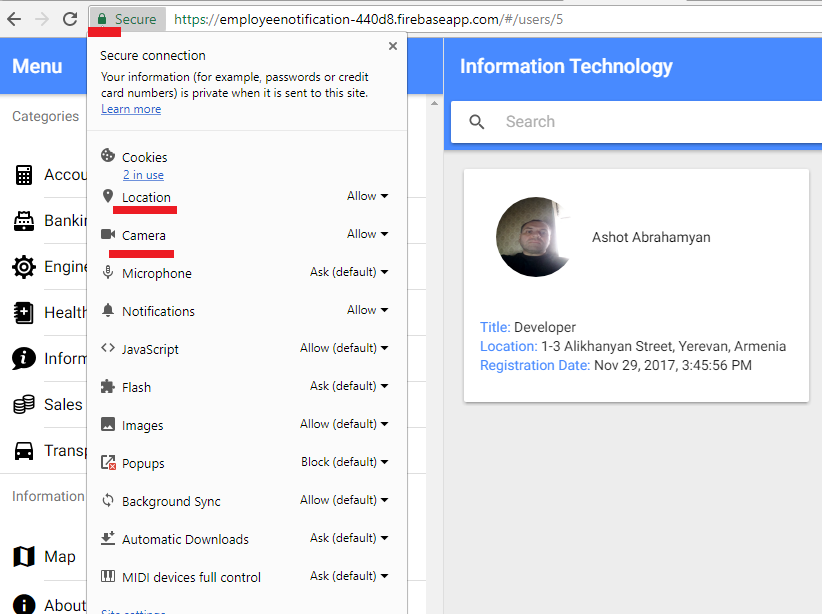 Secure https://employeenotification-440d8.firebaseapp.com/#/users/5
Menu
Categories
Accou
Bankin
Engine
Health
Inform
Sales
Transp
Information
Map
About
Secure connection
Your information (for example, passwords or credit
card numbers) is private when it is sent to this site.
Learn more
Cookies
2 in use
Location Allow
Camera Allow
Microphone Ask (default)
Notifications Allow
JavaScript Allow (default)
Flash Ask (default)
Images Allow (default)
Popups Block (default)
Background Sync Allow (default)
Automatic Downloads Ask (default)
MIDI devices full control Ask (default)
Site settings
Information Technology
Search
Ashot Abrahamyan
Title: Developer
Location: 1-3 Alikhanyan Street, Yerevan, Armenia
Registration Date: Nov 29, 2017, 3:45:56 PM